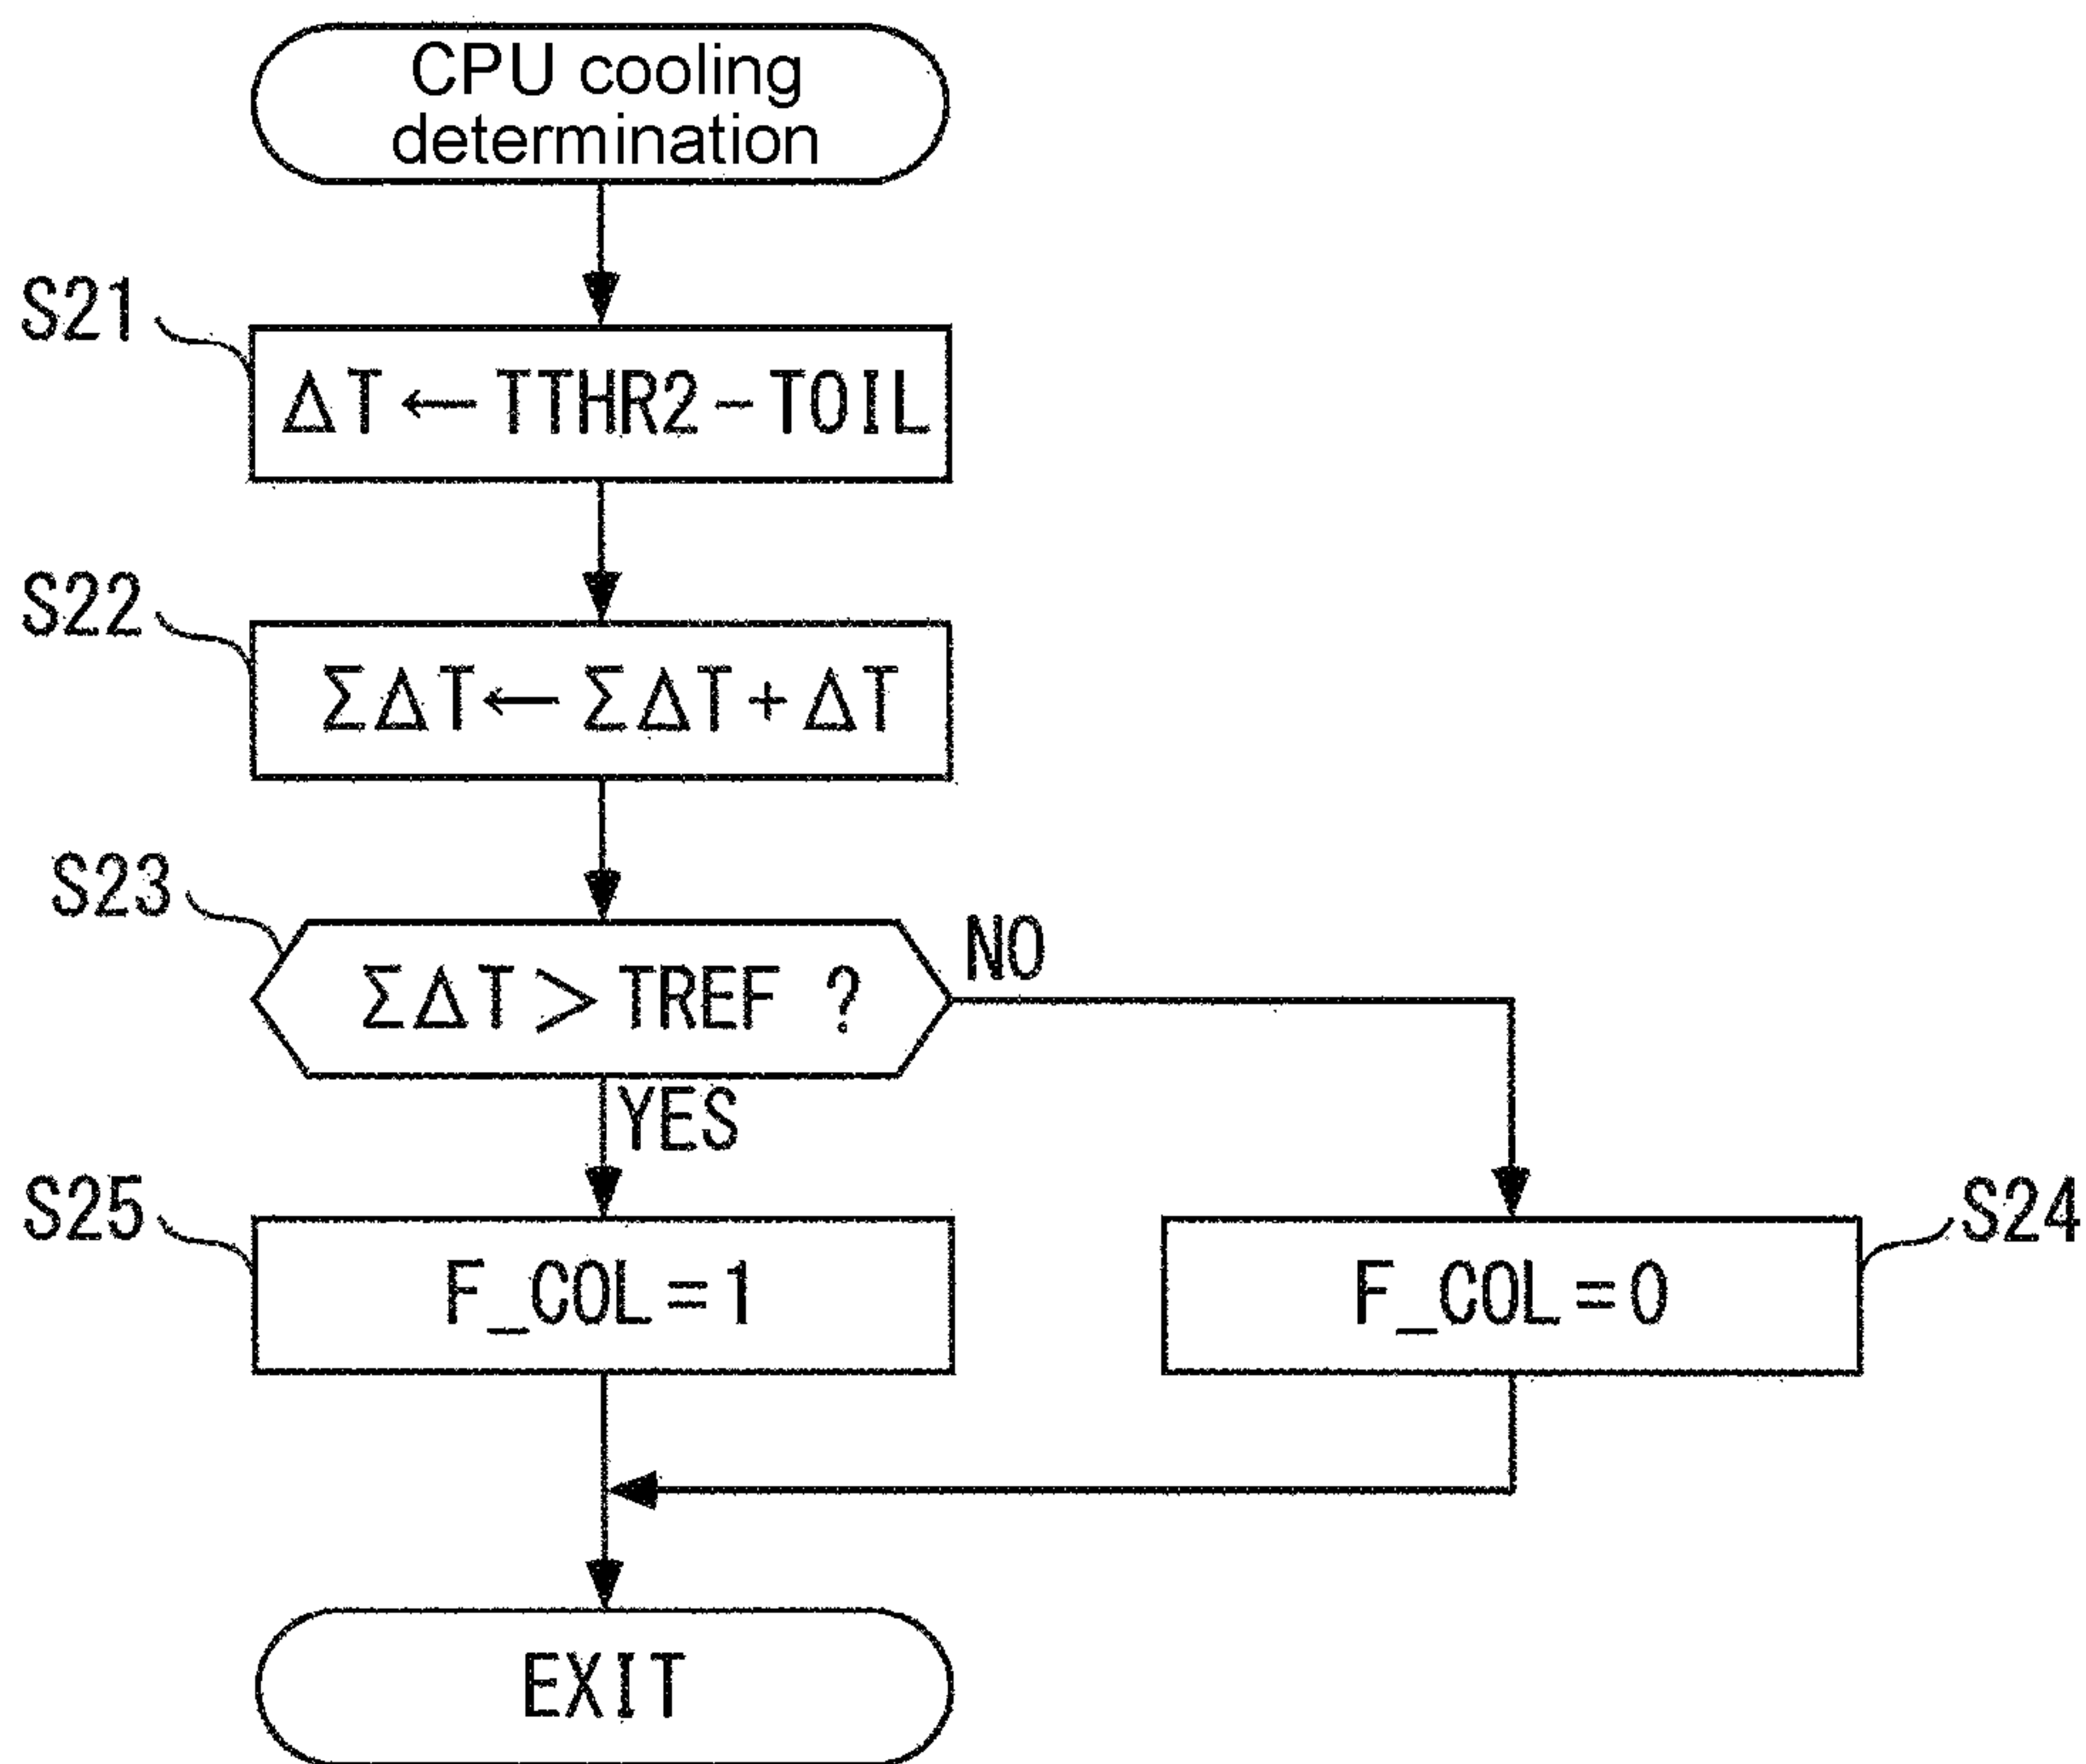 CPU cooling
determination
S21
ΔT←TTHR2-TOIL
S22
ΣΔT←ΣΔT+ΔT
S23
ΣΔT>TREF ?
NO
YES
S25
F_COL=1
F_COL=0
S24
EXIT